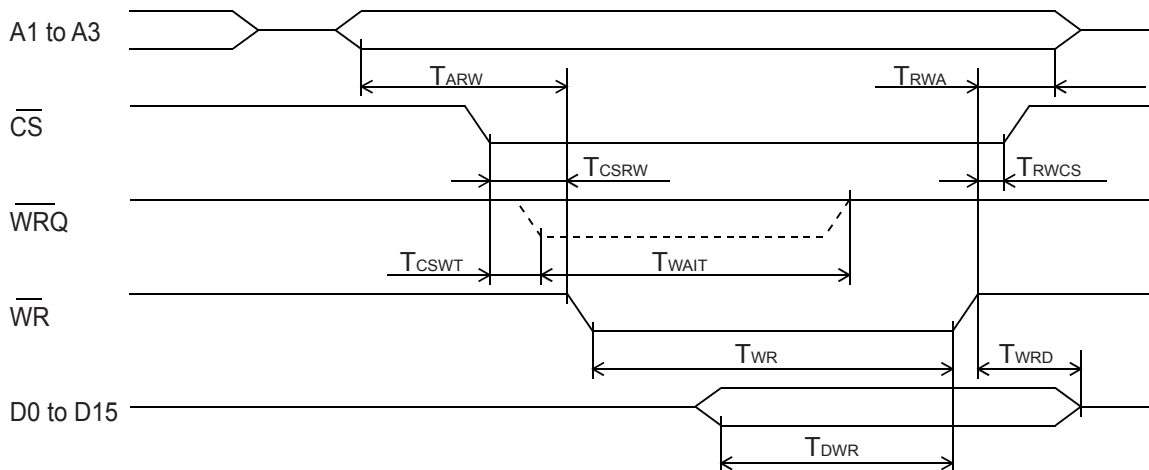 A1 to A3
TARW
TRWA
CS
TCSRW
TRWCS
WRQ
TCSWT
TWAIT
WR
TWR
TWRD
D0 to D15
TDWR